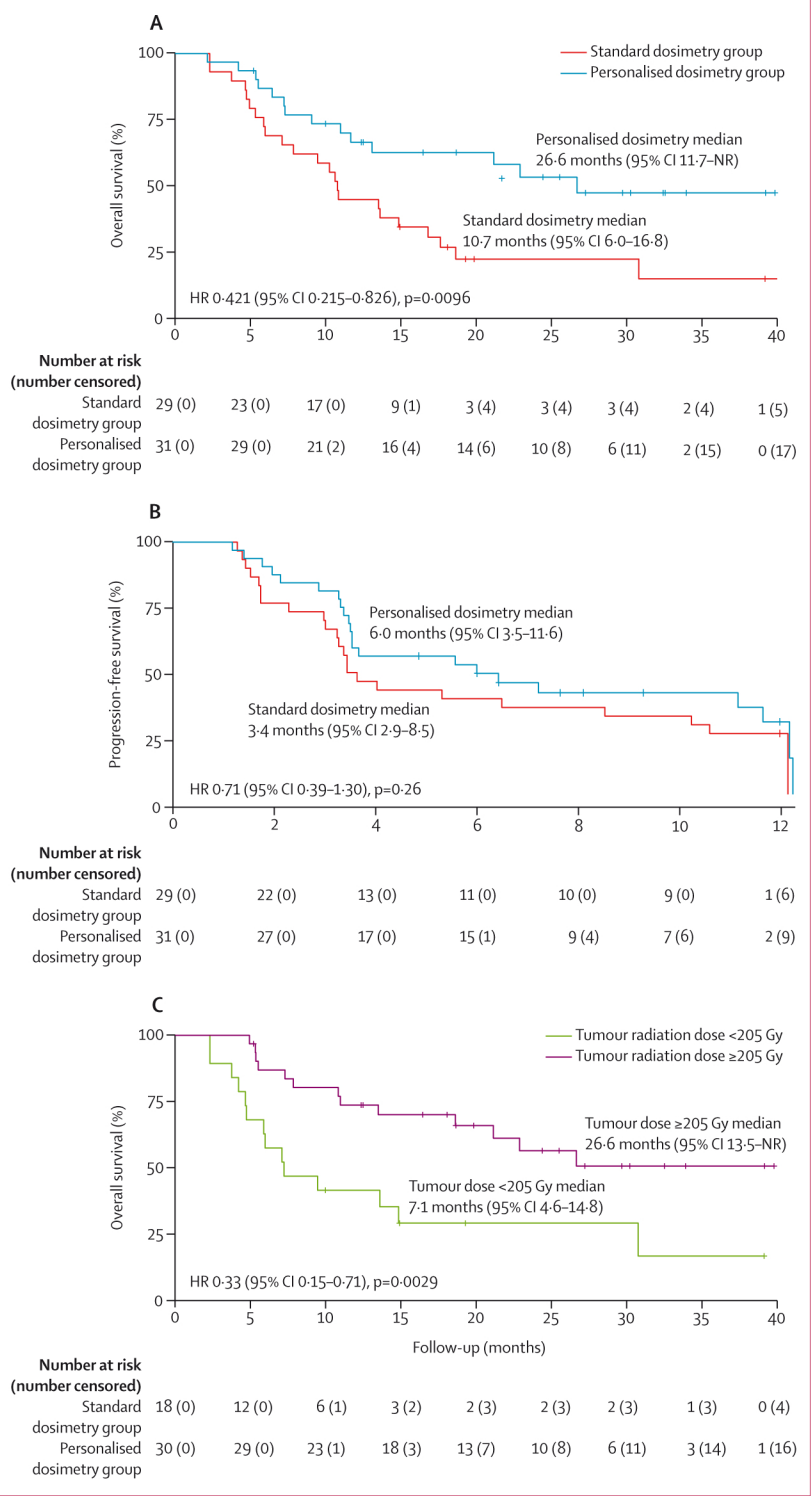 A
Standard dosimetry group
Personalised dosimetry group
100
75
50
25
0
Overall survival (%)
Personalised dosimetry median
26·6 months (95% CI 11·7–NR)
Standard dosimetry median
10·7 months (95% CI 6·0–16·8)
HR 0·421 (95% CI 0·215–0·826), p=0·0096
0 5 10 15 20 25 30 35 40
Number at risk
(number censored)
Standard
dosimetry group
29 (0) 23 (0) 17 (0) 9 (1) 3 (4) 3 (4) 3 (4) 2 (4) 1 (5)
Personalised
dosimetry group
31 (0) 29 (0) 21 (2) 16 (4) 14 (6) 10 (8) 6 (11) 2 (15) 0 (17)
B
100
75
50
25
0
Progression-free survival (%)
Personalised dosimetry median
6·0 months (95% CI 3·5–11·6)
Standard dosimetry median
3·4 months (95% CI 2·9–8·5)
HR 0·71 (95% CI 0·39–1·30), p=0·26
0 2 4 6 8 10 12
Number at risk
(number censored)
Standard
dosimetry group
29 (0) 22 (0) 13 (0) 11 (0) 10 (0) 9 (0) 1 (6)
Personalised
dosimetry group
31 (0) 27 (0) 17 (0) 15 (1) 9 (4) 7 (6) 2 (9)
C
Tumour radiation dose <205 Gy
Tumour radiation dose ≥205 Gy
100
75
50
25
0
Overall survival (%)
Tumour dose ≥205 Gy median
26·6 months (95% CI 13·5–NR)
Tumour dose <205 Gy median
7·1 months (95% CI 4·6–14·8)
HR 0·33 (95% CI 0·15–0·71), p=0·0029
0 5 10 15 20 25 30 35 40
Follow-up (months)
Number at risk
(number censored)
Standard
dosimetry group
18 (0) 12 (0) 6 (1) 3 (2) 2 (3) 2 (3) 2 (3) 1 (3) 0 (4)
Personalised
dosimetry group
30 (0) 29 (0) 23 (1) 18 (3) 13 (7) 10 (8) 6 (11) 3 (14) 1 (16)